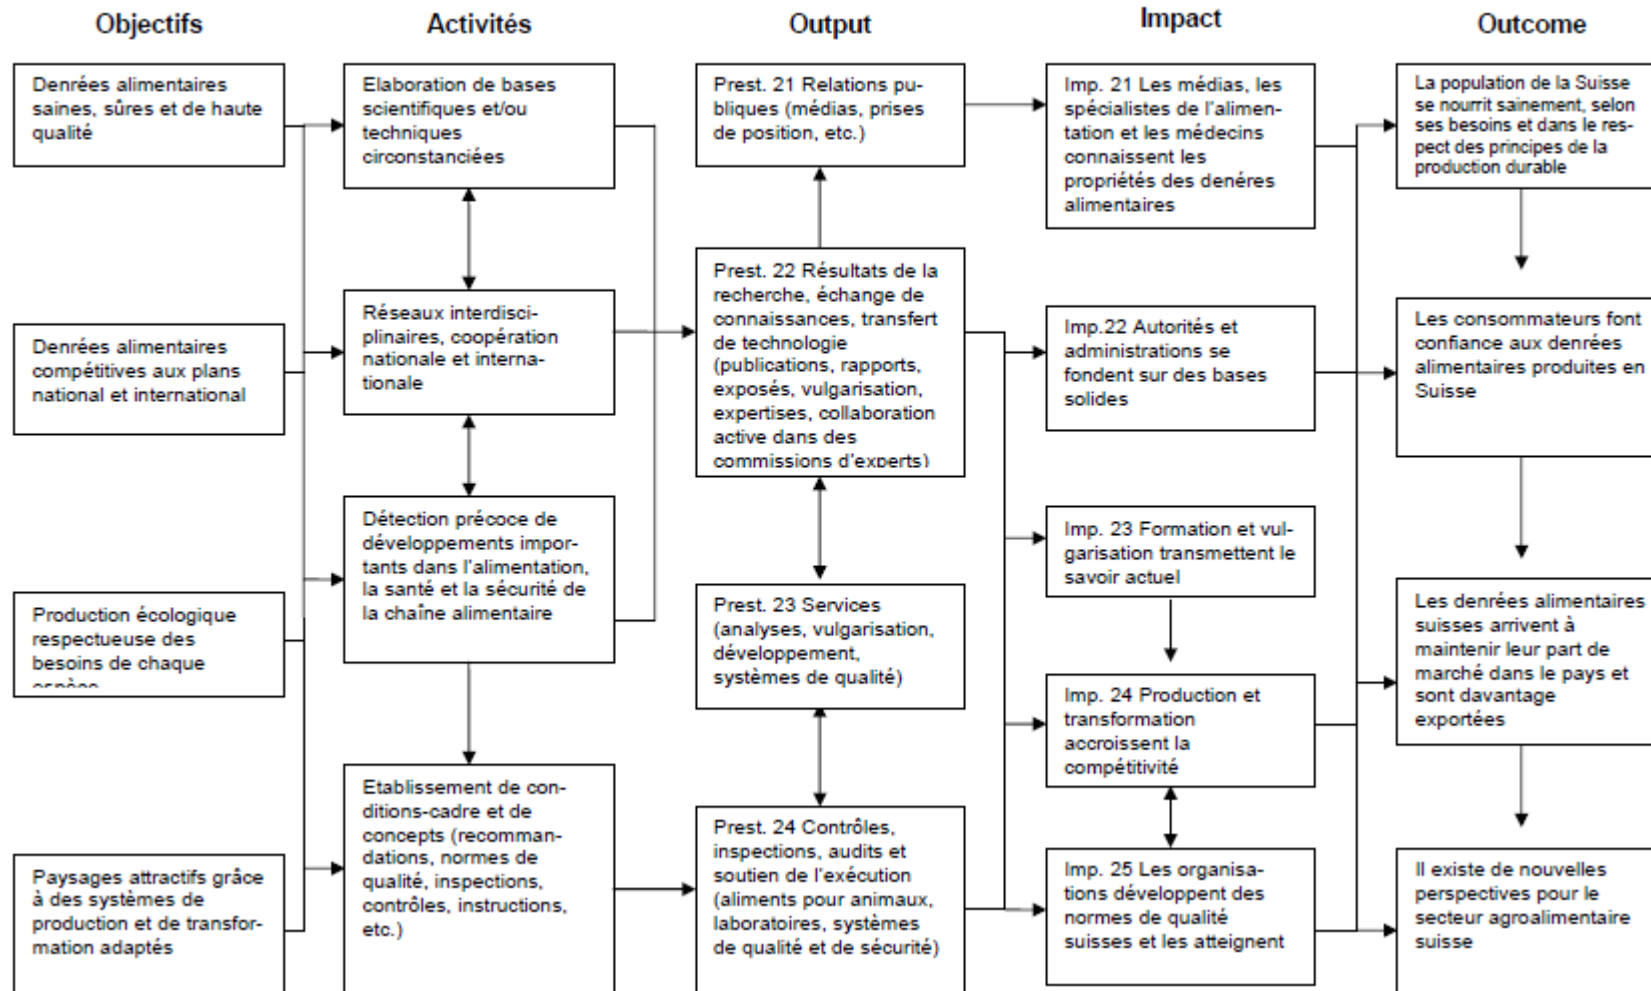 Objectifs
Activités
Output
Impact
Outcome
Denrées alimentaires
saines, sûres et de haute
qualité
Denrées alimentaires
compétitives aux plans
national et international
Production écologique
respectueuse des
besoins de chaque
espèce
Paysages attractifs grâce
à des systèmes de
production et de transfor-
mation adaptés
Elaboration de bases
scientifiques et/ou
techniques
circonstanciées
Réseaux interdisci-
plinaires, coopération
nationale et interna-
tionale
Détection précoce de
développements impor-
tants dans l'alimentation,
la santé et la sécurité de
la chaîne alimentaire
Etablissement de con-
ditions-cadre et de
concepts (recomman-
dations, normes de
qualité, inspections,
contrôles, instructions,
etc.)
Prest. 21 Relations pu-
bliques (médias, prises
de position, etc.)
Prest. 22 Résultats de la
recherche, échange de
connaissances, transfert
de technologie
(publications, rapports,
exposés, vulgarisation,
expertises, collaboration
active dans des
commissions d'experts)
Prest. 23 Services
(analyses, vulgarisation,
développement,
systèmes de qualité)
Prest. 24 Contrôles,
inspections, audits et
soutien de l'exécution
(aliments pour animaux,
laboratoires, systèmes
de qualité et de sécurité)
Imp. 21 Les médias, les
spécialistes de l'alimen-
tation et les médecins
connaissent les
propriétés des denéres
alimentaires
Imp.22 Autorités et
administrations se
fondent sur des bases
solides
Imp. 23 Formation et vul-
garisation transmettent le
savoir actuel
Imp. 24 Production et
transformation
accroissent la
compétitivité
Imp. 25 Les organisa-
tions développent des
normes de qualité
suisses et les atteignent
La population de la Suisse
se nourrit sainement, selon
ses besoins et dans le res-
pect des principes de la
production durable
Les consommateurs font
confiance aux denrées
alimentaires produites en
Suisse
Les denrées alimentaires
suisses arrivent à
maintenir leur part de
marché dans le pays et
sont davantage
exportées
Il existe de nouvelles
perspectives pour le
secteur agroalimentaire
suisse